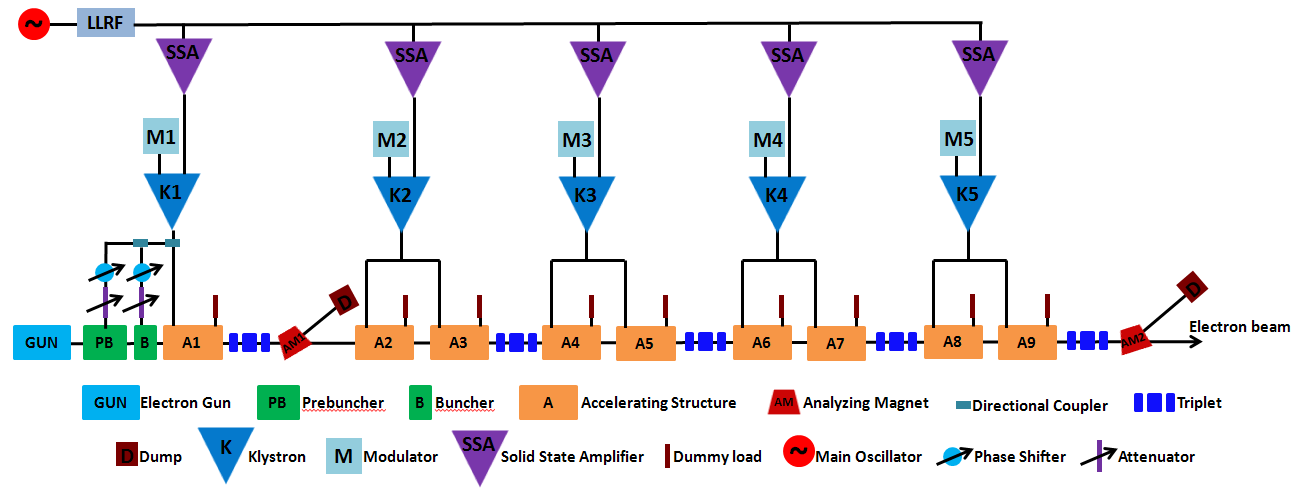 ~ LLRF
SSA SSA SSA SSA SSA
M1 M2 M3 M4 M5
K1 K2 K3 K4 K5
D D
Electron beam
GUN PB B A1 AM1 A2 A3 A4 A5 A6 A7 A8 A9 AM2
GUN Electron Gun PB Prebuncher B Buncher A Accelerating Structure AM Analyzing Magnet Directional Coupler Triplet
D Dump K Klystron M Modulator SSA Solid State Amplifier Dummy load ~ Main Oscillator Phase Shifter Attenuator